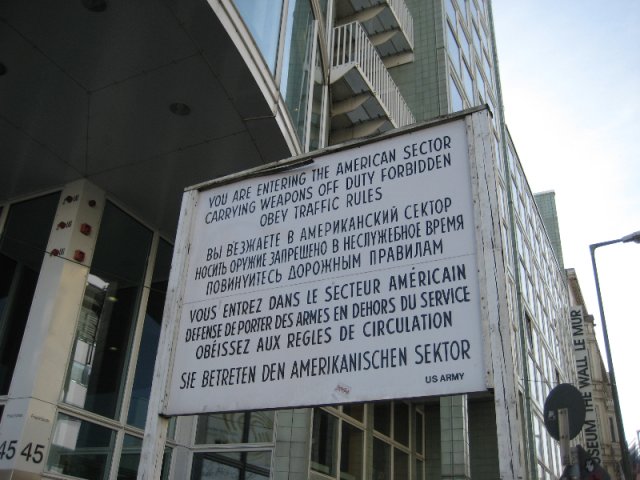 YOU ARE ENTERING THE AMERICAN SECTOR
CARRYING WEAPONS OFF DUTY FORBIDDEN
OBEY TRAFFIC RULES
ВЫ ВЕЗЖАЕТЕ В АМЕРИКАНСКИЙ СЕКТОР
НОСИТЬ ОРУЖИЕ ЗАПРЕЩЕНО В НЕСЛУЖЕБНОЕ ВРЕМЯ
ПОВИНУЙТЕСЬ ДОРОЖНЫМ ПРАВИЛАМ
VOUS ENTREZ DANS LE SECTEUR AMÉRICAIN
DEFENSE DE PORTER DES ARMES EN DEHORS DU SERVICE
OBÉISSEZ AUX REGLES DE CIRCULATION
SIE BETRETEN DEN AMERIKANISCHEN SEKTOR
US ARMY
45 45
THE WALL LE MUR